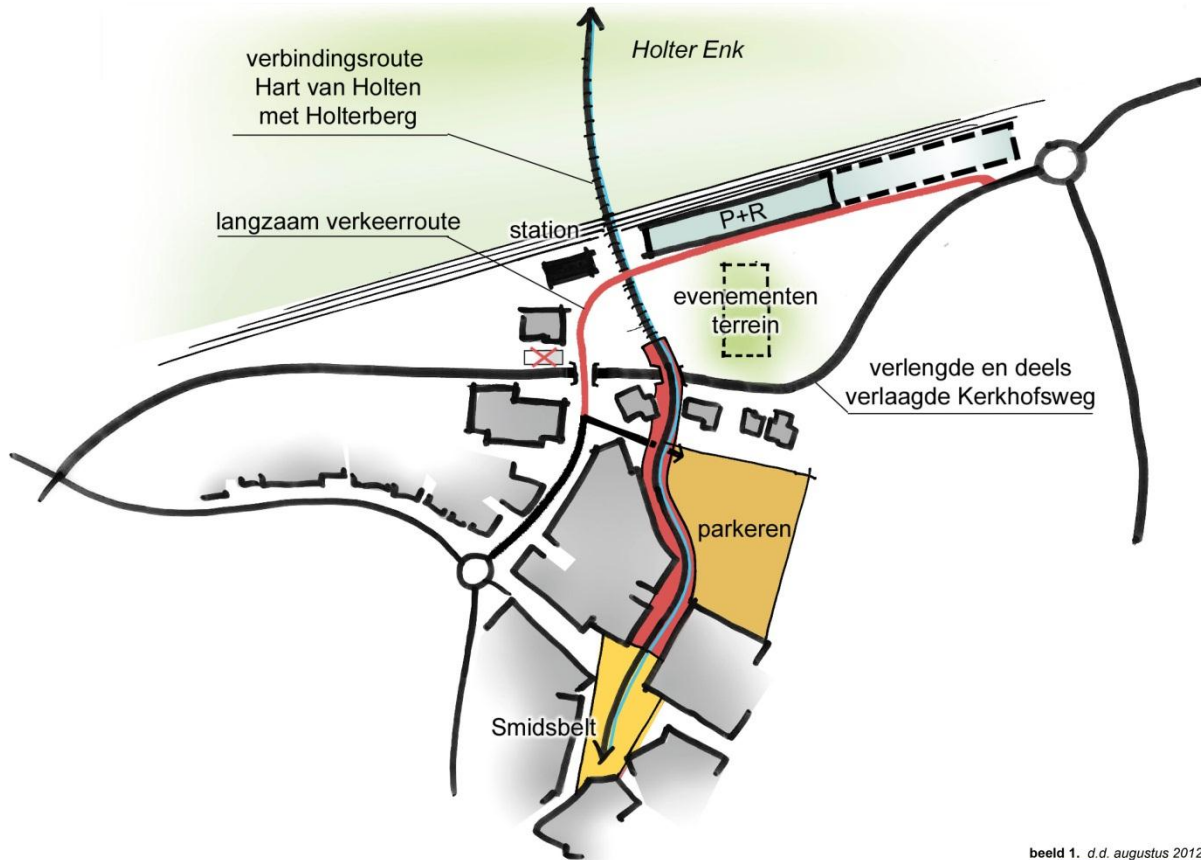 Holter Enk
verbindingsroute
Hart van Holten
met Holterberg
langzaam verkeerroute
station
P+R
evenementen
terrein
verlengde en deels
verlaagde Kerkhofsweg
parkeren
Smidsbelt
beeld 1. d.d. augustus 2012